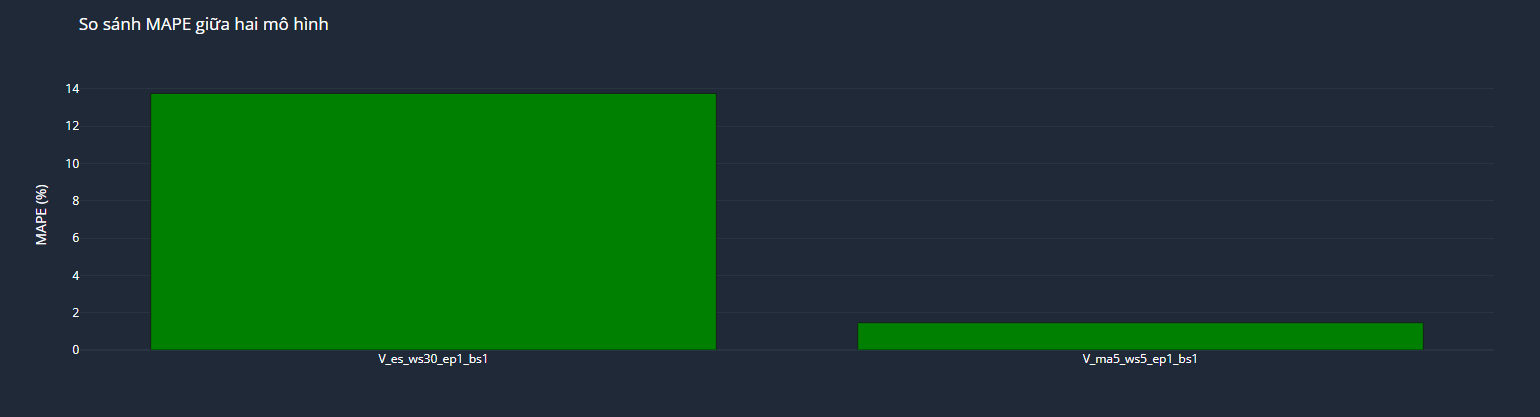 So sánh MAPE giữa hai mô hình
MAPE (%)
14
12
10
8
6
4
2
0
V_es_ws30_ep1_bs1
V_ma5_ws5_ep1_bs1